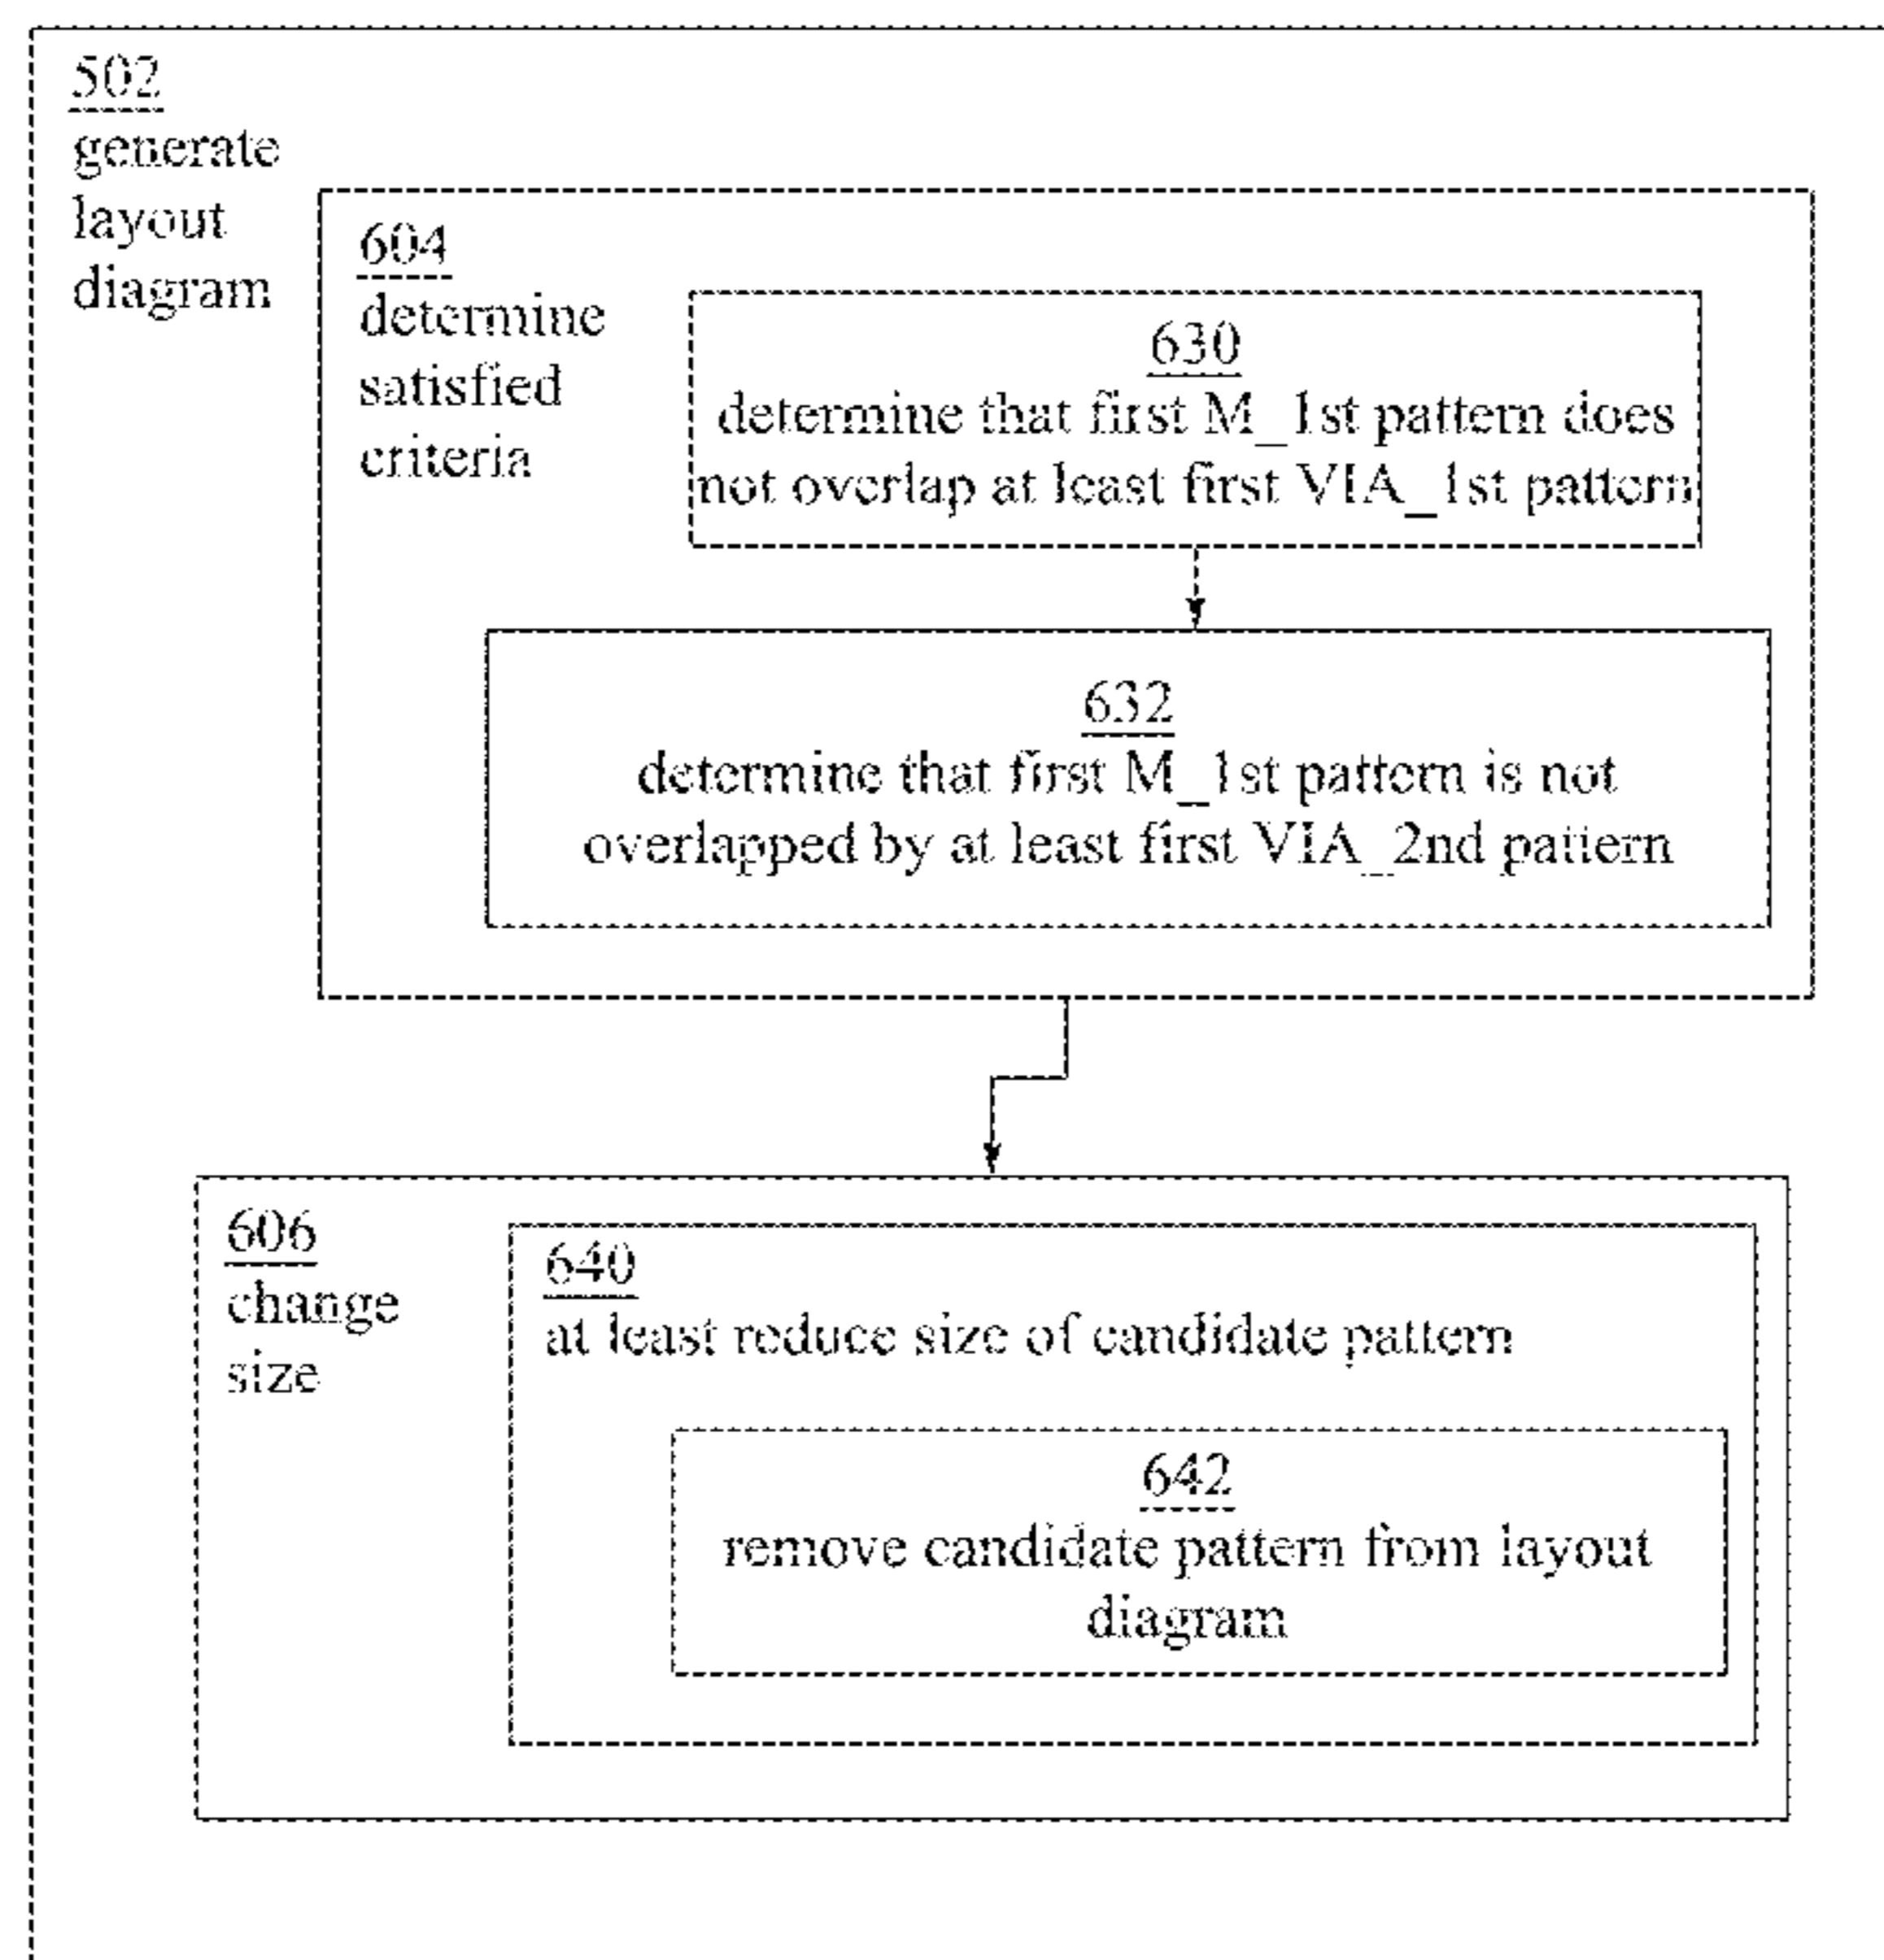 502
generate
layout
diagram
604
determine
satisfied
criteria
630
determine that first M_1st pattern does
not overlap at least first VIA_1st pattern
632
determine that first M_1st pattern is not
overlapped by at least first VIA_2nd pattern
606
change
size
640
at least reduce size of candidate pattern
642
remove candidate pattern from layout
diagram